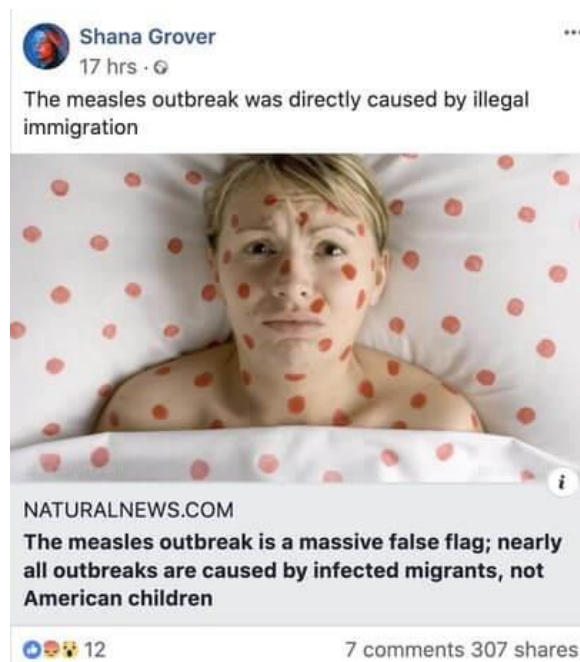 Shana Grover
17 hrs ·
The measles outbreak was directly caused by illegal
immigration
i
NATURALNEWS.COM
The measles outbreak is a massive false flag; nearly
all outbreaks are caused by infected migrants, not
American children
12
7 comments 307 shares